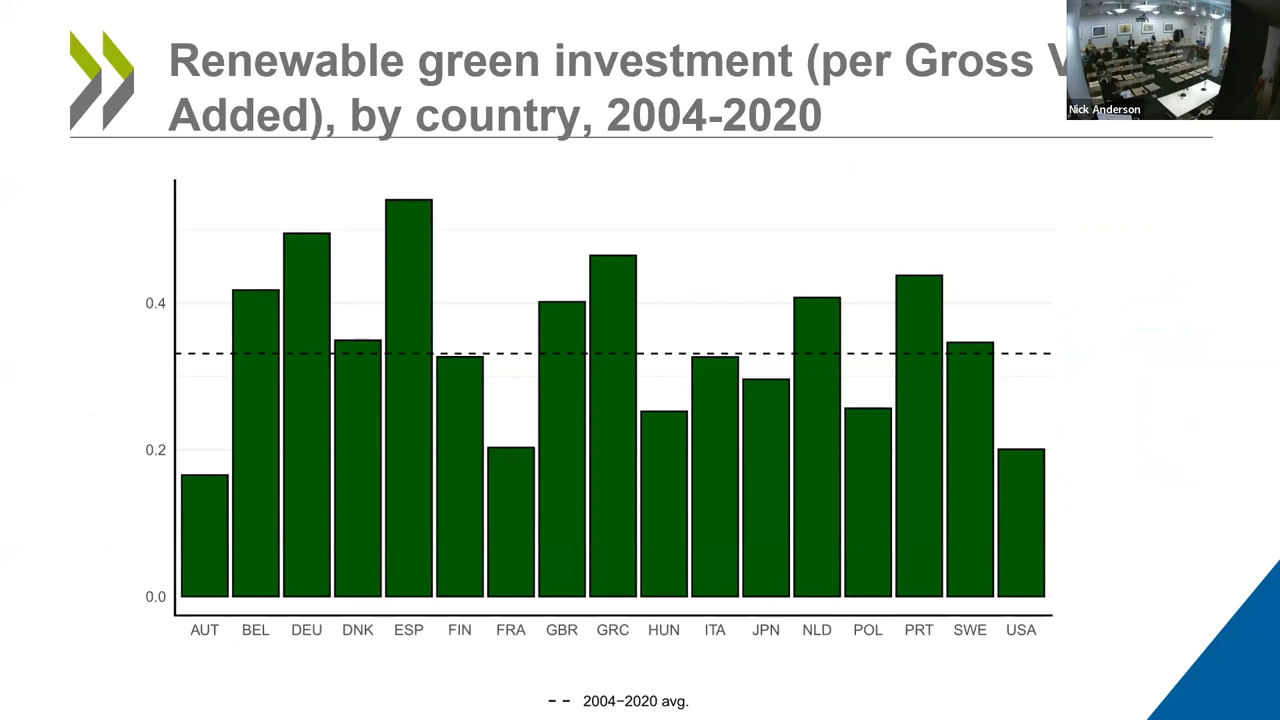 Renewable green investment (per Gross
Added), by country, 2004-2020
Nick Anderson
0.4
0.2
0.0
AUT BEL DEU DNK ESP FIN FRA GBR GRC HUN ITA JPN NLD POL PRT SWE USA
2004−2020 avg.